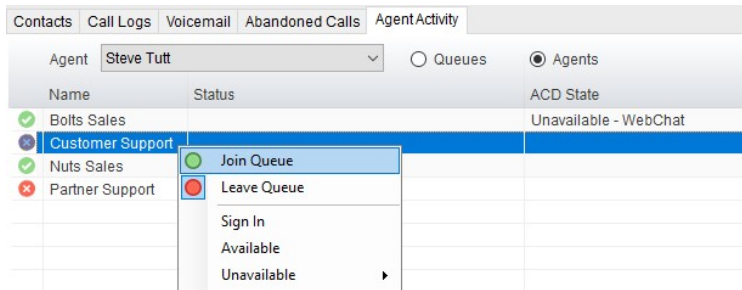 Contacts Call Logs Voicemail Abandoned Calls Agent Activity
Agent Steve Tutt Queues Agents
Name Status ACD State
Bolts Sales Unavailable - WebChat
Customer Support
Nuts Sales
Join Queue
Partner Support
Leave Queue
Sign In
Available
Unavailable